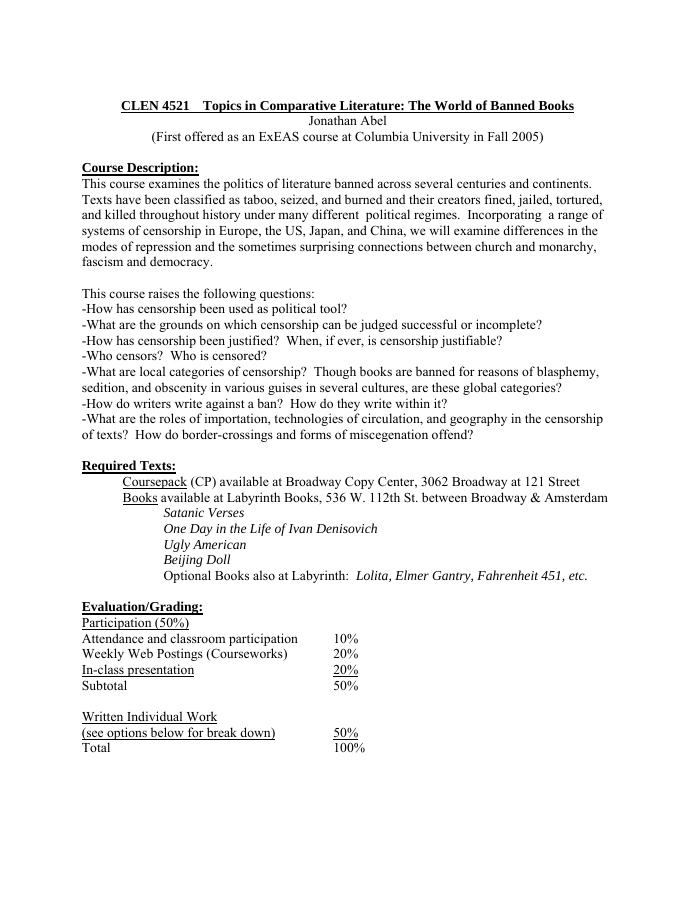 CLEN 4521    Topics in Comparative Literature: The World of Banned Books
Jonathan Abel
(First offered as an ExEAS course at Columbia University in Fall 2005)
Course Description:
This course examines the politics of literature banned across several centuries and continents.
Texts have been classified as taboo, seized, and burned and their creators fined, jailed, tortured,
and killed throughout history under many different  political regimes.  Incorporating  a range of
systems of censorship in Europe, the US, Japan, and China, we will examine differences in the
modes of repression and the sometimes surprising connections between church and monarchy,
fascism and democracy.
This course raises the following questions:
-How has censorship been used as political tool?
-What are the grounds on which censorship can be judged successful or incomplete?
-How has censorship been justified?  When, if ever, is censorship justifiable?
-Who censors?  Who is censored?
-What are local categories of censorship?  Though books are banned for reasons of blasphemy,
sedition, and obscenity in various guises in several cultures, are these global categories?
-How do writers write against a ban?  How do they write within it?
-What are the roles of importation, technologies of circulation, and geography in the censorship
of texts?  How do border-crossings and forms of miscegenation offend?
Required Texts:
Coursepack (CP) available at Broadway Copy Center, 3062 Broadway at 121 Street
Books available at Labyrinth Books, 536 W. 112th St. between Broadway & Amsterdam
Satanic Verses
One Day in the Life of Ivan Denisovich
Ugly American
Beijing Doll
Optional Books also at Labyrinth:  Lolita, Elmer Gantry, Fahrenheit 451, etc.
Evaluation/Grading:
Participation (50%)
Attendance and classroom participation    10%
Weekly Web Postings (Courseworks)    20%
In-class presentation    20%
Subtotal    50%
Written Individual Work
(see options below for break down)    50%
Total    100%